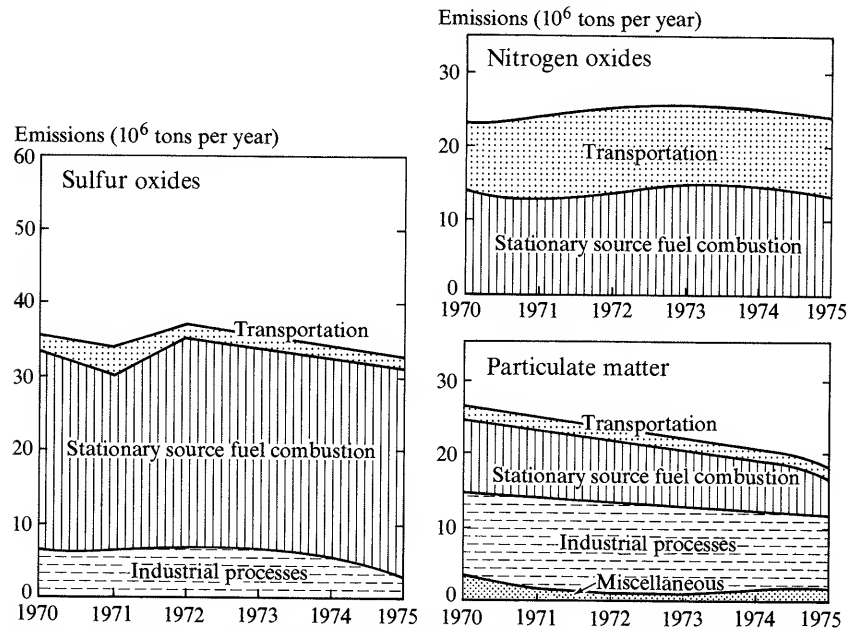 Emissions (10⁶ tons per year)
60
Sulfur oxides
50
40
Transportation
30
20
Stationary source fuel combustion
10
Industrial processes
0
1970 1971 1972 1973 1974 1975
Emissions (10⁶ tons per year)
Nitrogen oxides
30
20
Transportation
10
Stationary source fuel combustion
0
1970 1971 1972 1973 1974 1975
Particulate matter
30
Transportation
20
Stationary source fuel combustion
10
Industrial processes
Miscellaneous
0
1970 1971 1972 1973 1974 1975